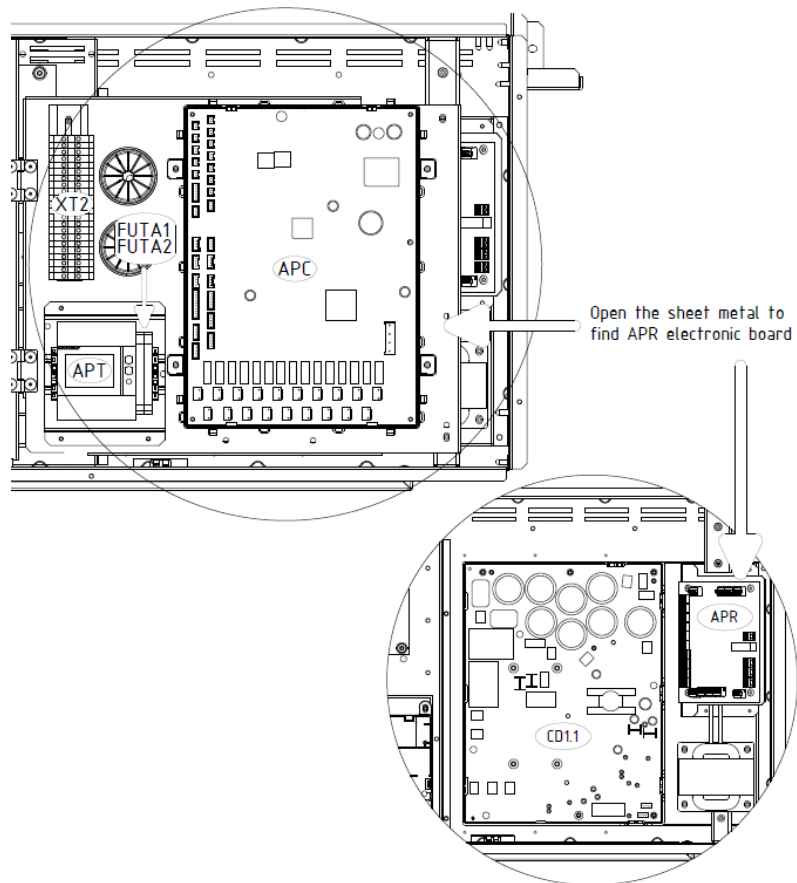 XT2
FUTA1
FUTA2
APC
APT
Open the sheet metal to
find APR electronic board
APR
CD1.1